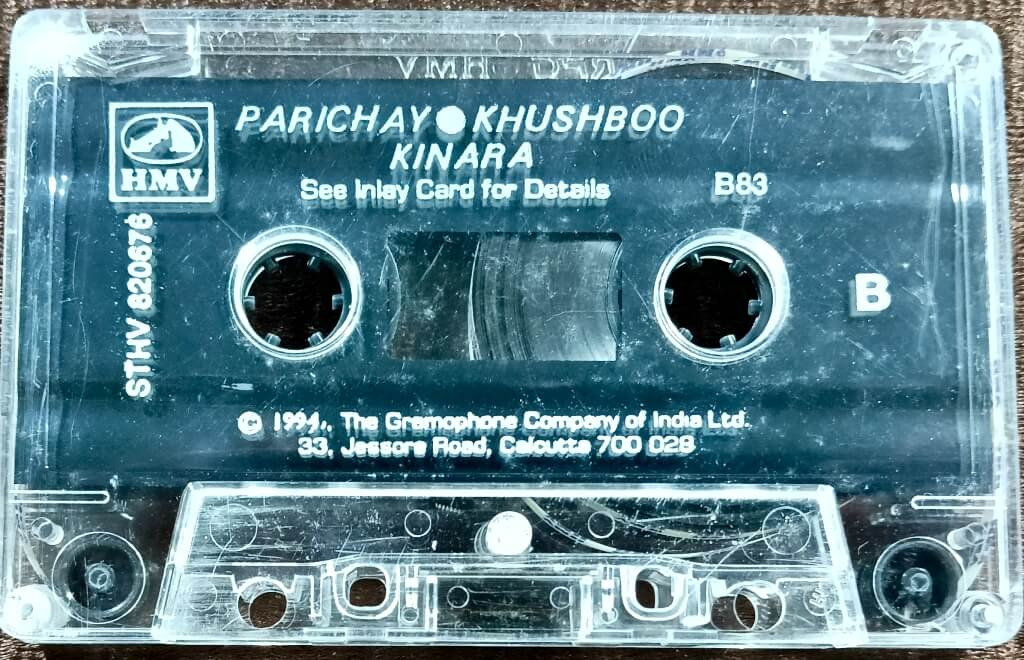 PARICHAY ● KHUSHBOO
KINARA
HMV
See Inlay Card for Details
B83
STHV 820676
B
© 1994,. The Gramophone Company of India Ltd.
33, Jessore Road, Calcutta 700 028